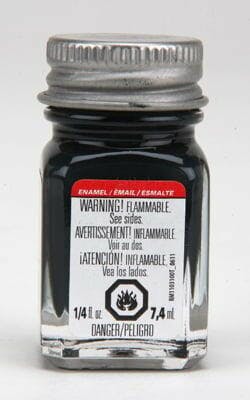 ENAMEL / ÉMAIL / ESMALTE
WARNING! FLAMMABLE.
See sides.
AVERTISSEMENT! INFLAMMABLE.
Voir au dos.
¡ATENCIÓN! INFLAMABLE.
Vea los lados.
1/4 fl. oz. 7,4 ml.
DANGER/PELIGRO